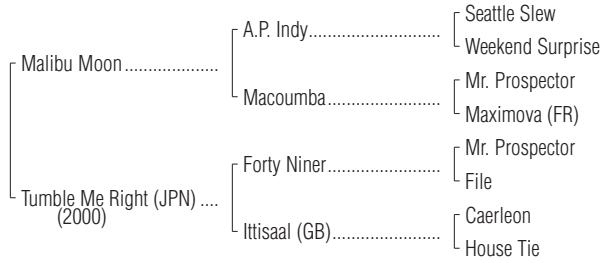 Seattle Slew
A.P. Indy............................
Weekend Surprise
Malibu Moon....................
Mr. Prospector
Macoumba........................
Maximova (FR)
Mr. Prospector
Forty Niner........................
File
Tumble Me Right (JPN) ....
(2000)
Caerleon
Ittisaal (GB).......................
House Tie